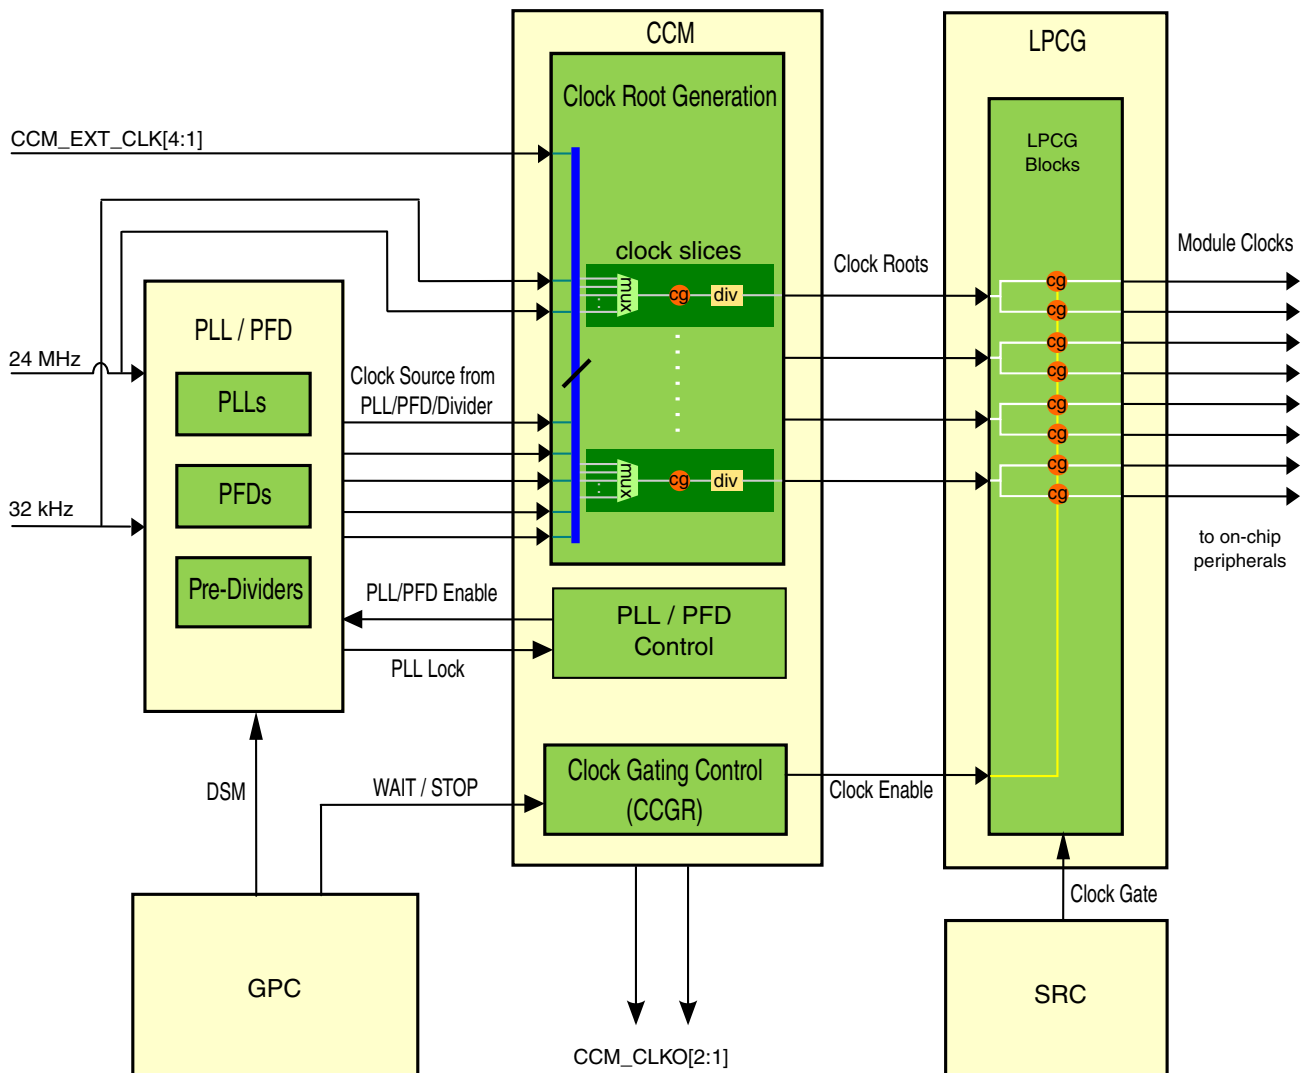 CCM
LPCG
Clock Root Generation
CCM_EXT_CLK[4:1]
LPCG
Blocks
clock slices
Clock Roots
Module Clocks
mux
cg
div
cg
cg
cg
cg
cg
cg
cg
cg
PLL / PFD
24 MHz
PLLs
Clock Source from
PLL/PFD/Divider
mux
cg
div
PFDs
32 kHz
to on-chip
peripherals
Pre-Dividers
PLL/PFD Enable
PLL / PFD
Control
PLL Lock
DSM
WAIT / STOP
Clock Gating Control
(CCGR)
Clock Enable
Clock Gate
GPC
SRC
CCM_CLKO[2:1]